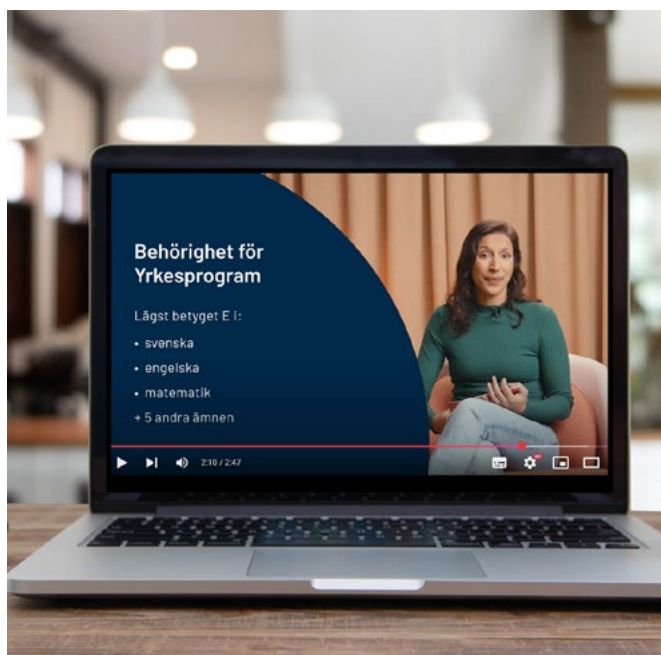 Behörighet för
Yrkesprogram
Lägst betyget E i:
• svenska
• engelska
• matematik
+ 5 andra ämnen
2:10 / 2:47